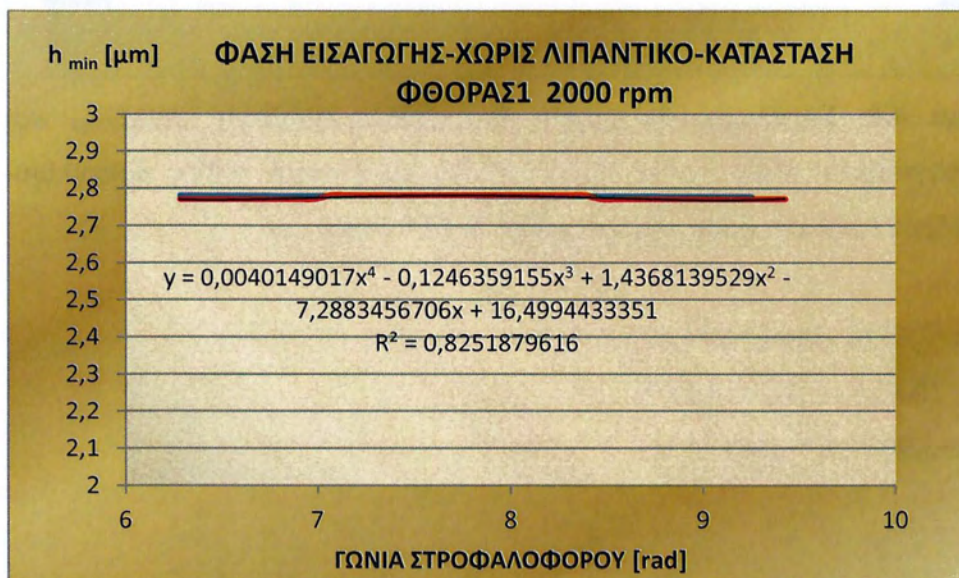 h min [μm]
ΦΑΣΗ ΕΙΣΑΓΩΓΗΣ-ΧΩΡΙΣ ΛΙΠΑΝΤΙΚΟ-ΚΑΤΑΣΤΑΣΗ
ΦΘΟΡΑΣ1 2000 rpm
3
2,9
2,8
2,7
2,6
2,5
2,4
2,3
2,2
2,1
2
y = 0,0040149017x⁴ - 0,1246359155x³ + 1,4368139529x² -
7,2883456706x + 16,4994433351
R² = 0,8251879616
6 7 8 9 10
ΓΩΝΙΑ ΣΤΡΟΦΑΛΟΦΟΡΟΥ [rad]